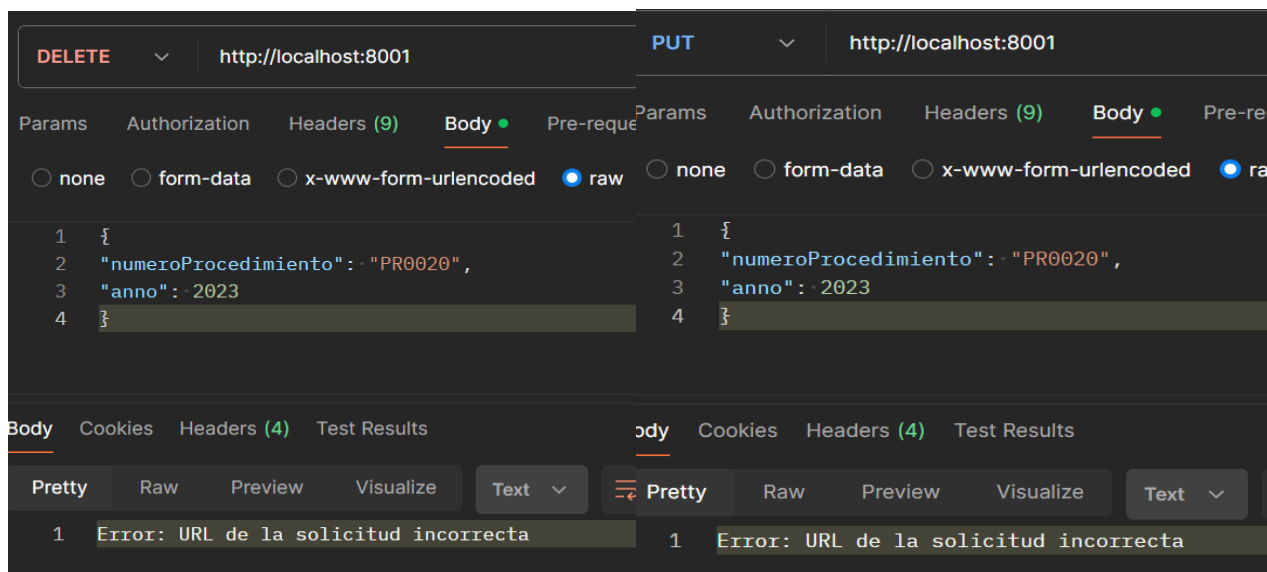 DELETE http://localhost:8001
Params Authorization Headers (9) Body Pre-reque
none form-data x-www-form-urlencoded raw
1 {
2 "numeroProcedimiento": "PR0020",
3 "anno": 2023
4 }
Body Cookies Headers (4) Test Results
Pretty Raw Preview Visualize Text
1 Error: URL de la solicitud incorrecta
PUT http://localhost:8001
Params Authorization Headers (9) Body Pre-re
none form-data x-www-form-urlencoded ra
1 {
2 "numeroProcedimiento": "PR0020",
3 "anno": 2023
4 }
ody Cookies Headers (4) Test Results
Pretty Raw Preview Visualize Text
1 Error: URL de la solicitud incorrecta